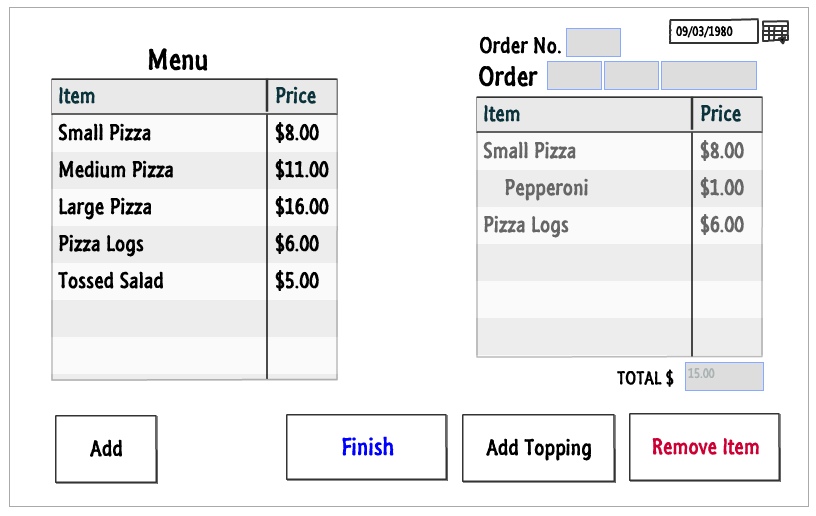 Menu
Item Price
Small Pizza $8.00
Medium Pizza $11.00
Large Pizza $16.00
Pizza Logs $6.00
Tossed Salad $5.00
09/03/1980
Order No.
Order
Item Price
Small Pizza $8.00
Pepperoni $1.00
Pizza Logs $6.00
TOTAL $ 15.00
Add Finish Add Topping Remove Item